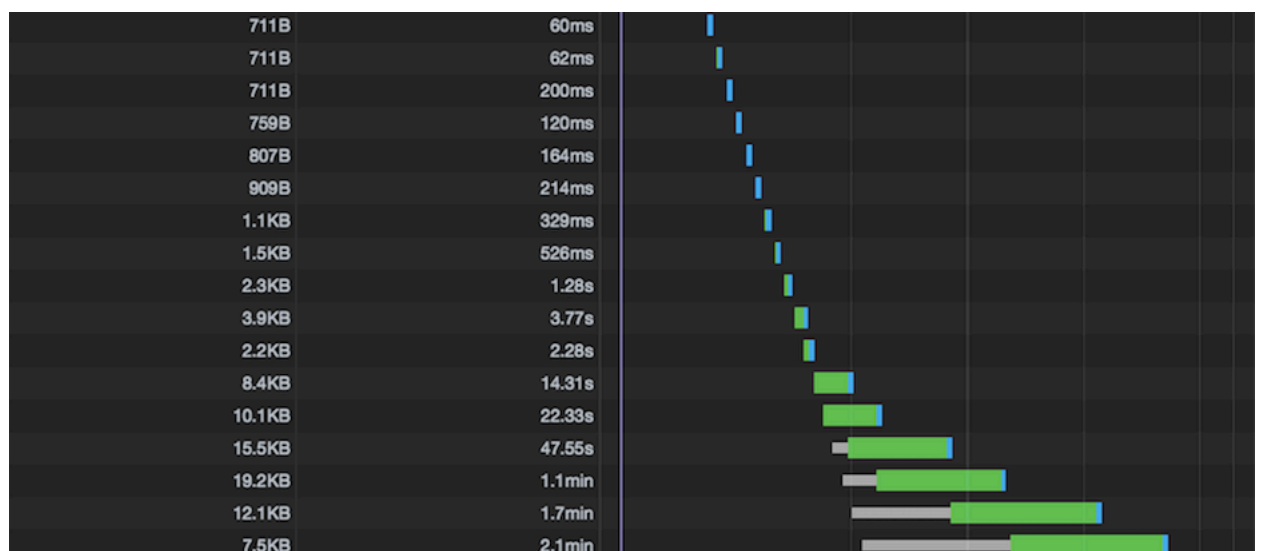 711B 60ms
711B 62ms
711B 200ms
759B 120ms
807B 164ms
909B 214ms
1.1KB 329ms
1.5KB 526ms
2.3KB 1.28s
3.9KB 3.77s
2.2KB 2.28s
8.4KB 14.31s
10.1KB 22.33s
15.5KB 47.55s
19.2KB 1.1min
12.1KB 1.7min
7.5KB 2.1min